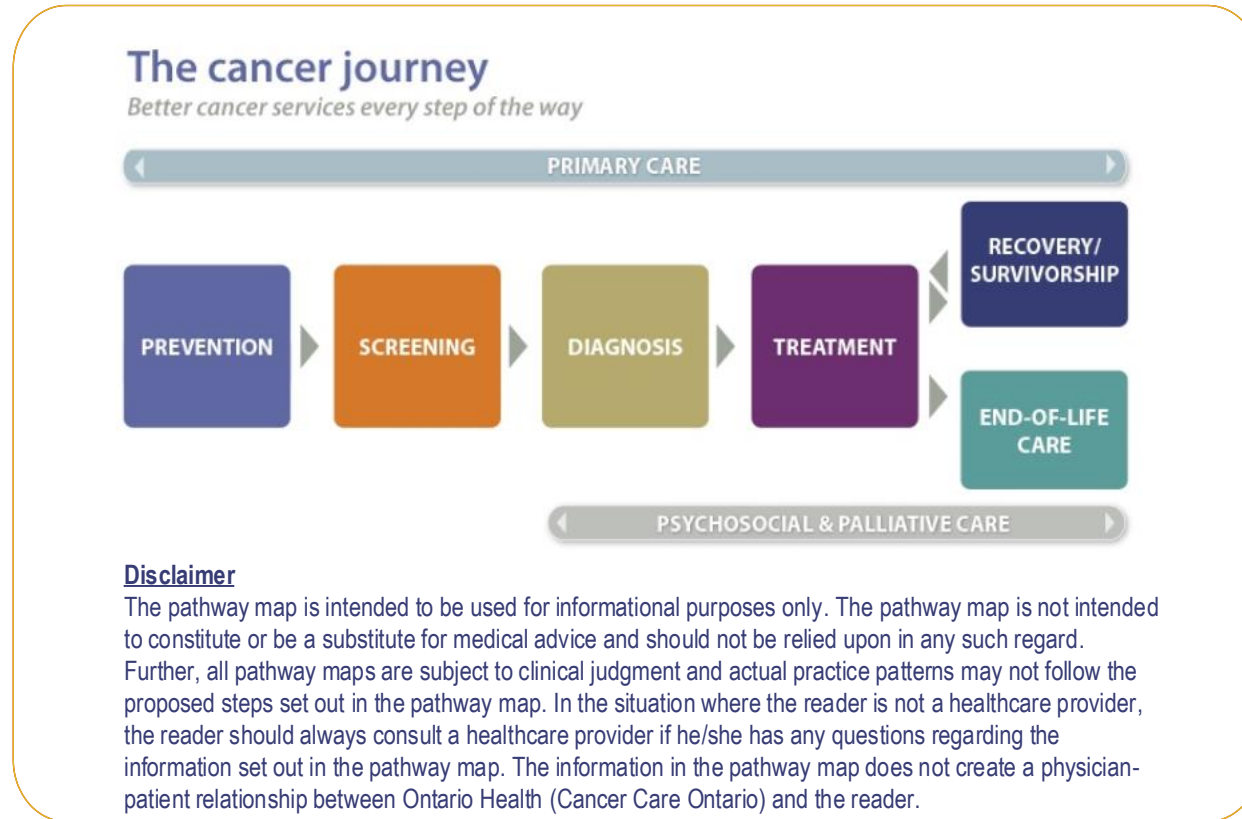 The cancer journey
Better cancer services every step of the way
PRIMARY CARE
PREVENTION
SCREENING
DIAGNOSIS
TREATMENT
RECOVERY/
SURVIVORSHIP
END-OF-LIFE
CARE
PSYCHOSOCIAL & PALLIATIVE CARE
Disclaimer
The pathway map is intended to be used for informational purposes only. The pathway map is not intended
to constitute or be a substitute for medical advice and should not be relied upon in any such regard.
Further, all pathway maps are subject to clinical judgment and actual practice patterns may not follow the
proposed steps set out in the pathway map. In the situation where the reader is not a healthcare provider,
the reader should always consult a healthcare provider if he/she has any questions regarding the
information set out in the pathway map. The information in the pathway map does not create a physician-
patient relationship between Ontario Health (Cancer Care Ontario) and the reader.